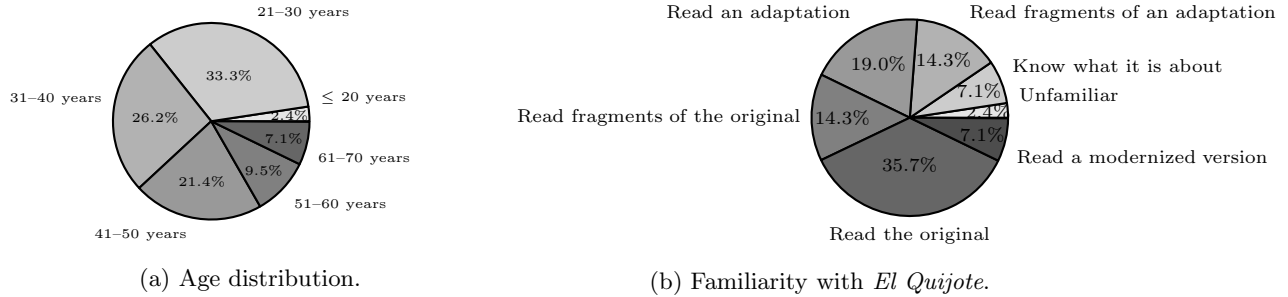 21–30 years
33.3%
≤ 20 years
2.4%
31–40 years
26.2%
7.1%
61–70 years
21.4%
9.5%
51–60 years
41–50 years
(a) Age distribution.
Read an adaptation
Read fragments of an adaptation
19.0%
14.3%
Know what it is about
7.1%
Unfamiliar
2.4%
Read fragments of the original
14.3%
7.1%
Read a modernized version
35.7%
Read the original
(b) Familiarity with El Quijote.